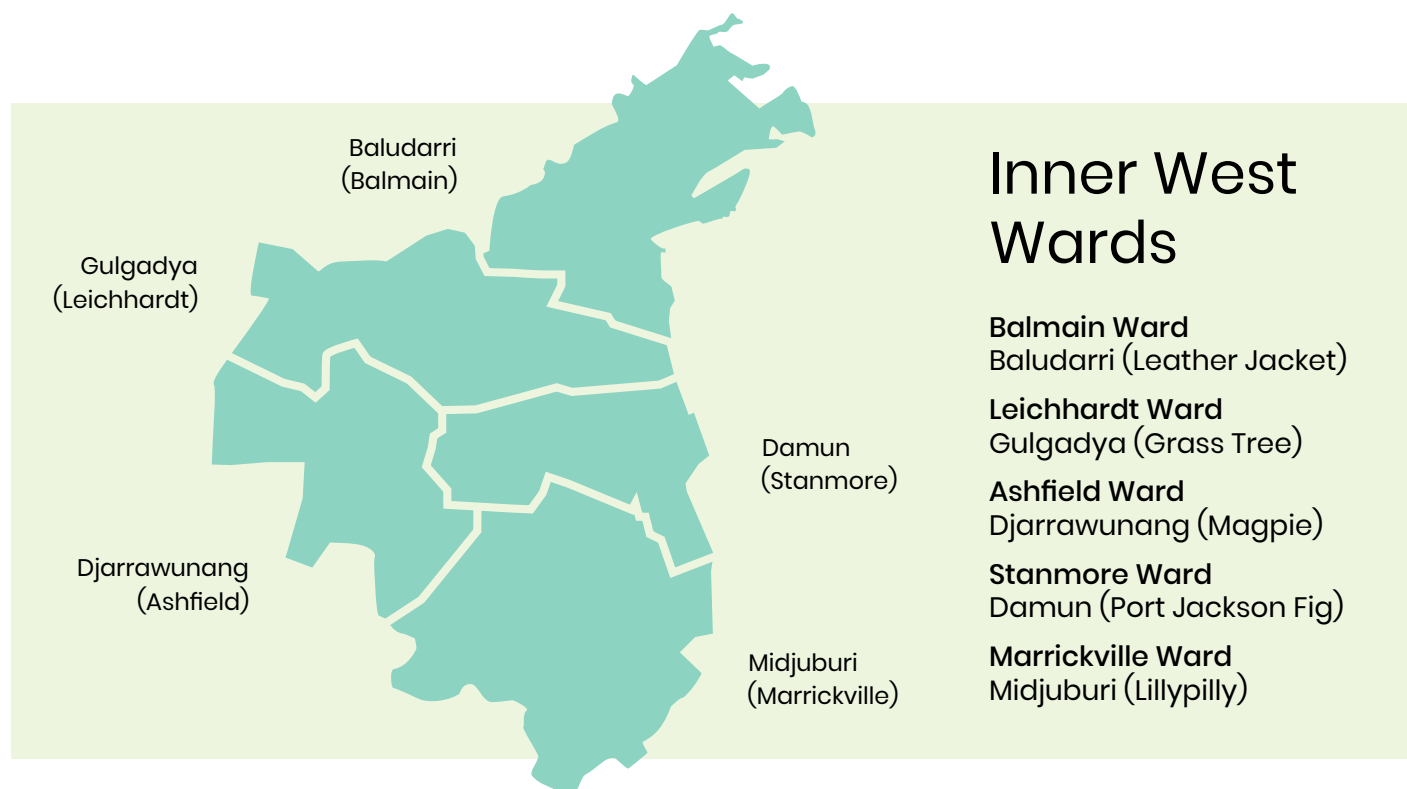 Baludarri
(Balmain)
Gulgadya
(Leichhardt)
Djarrawunang
(Ashfield)
Damun
(Stanmore)
Midjuburi
(Marrickville)
Inner West
Wards
Balmain Ward
Baludarri (Leather Jacket)
Leichhardt Ward
Gulgadya (Grass Tree)
Ashfield Ward
Djarrawunang (Magpie)
Stanmore Ward
Damun (Port Jackson Fig)
Marrickville Ward
Midjuburi (Lillypilly)